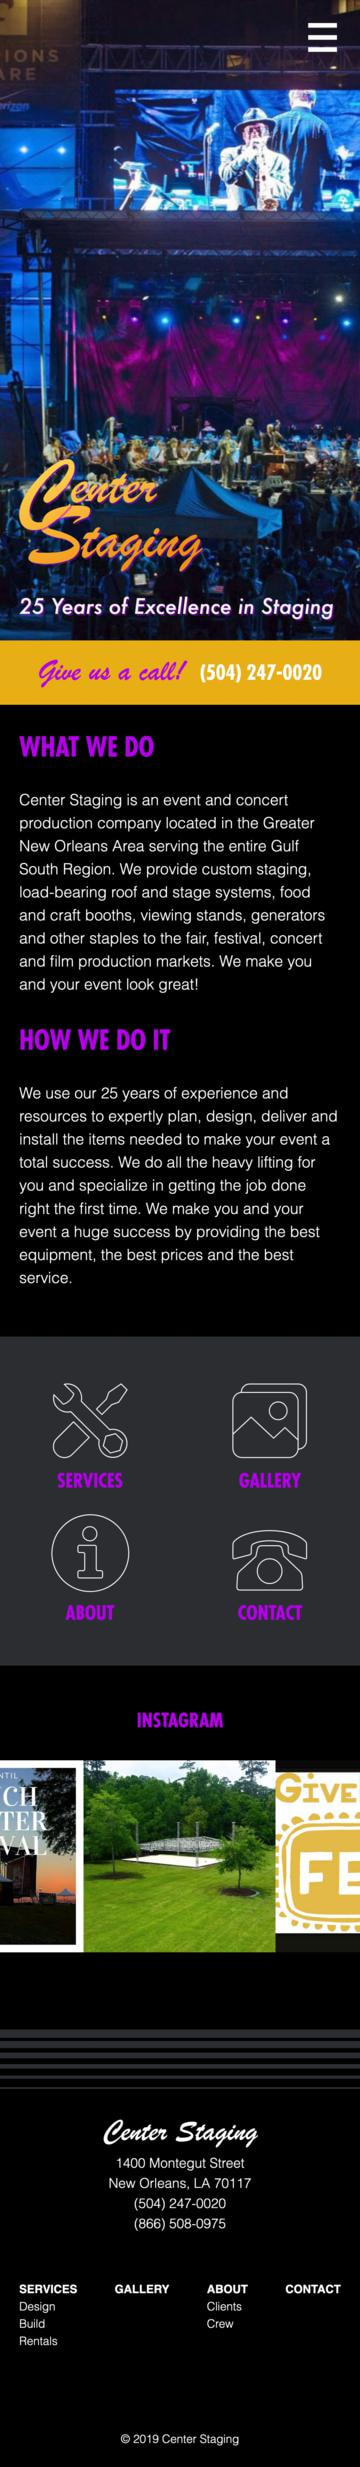 IONS
ARE
erizon
Center
Staging
25 Years of Excellence in Staging
Give us a call! (504) 247-0020
WHAT WE DO
Center Staging is an event and concert
production company located in the Greater
New Orleans Area serving the entire Gulf
South Region. We provide custom staging,
load-bearing roof and stage systems, food
and craft booths, viewing stands, generators
and other staples to the fair, festival, concert
and film production markets. We make you
and your event look great!
HOW WE DO IT
We use our 25 years of experience and
resources to expertly plan, design, deliver and
install the items needed to make your event a
total success. We do all the heavy lifting for
you and specialize in getting the job done
right the first time. We make you and your
event a huge success by providing the best
equipment, the best prices and the best
service.
SERVICES GALLERY
ABOUT CONTACT
INSTAGRAM
NTIL
CH
TER
VAL
GIVE
FE
Center Staging
1400 Montegut Street
New Orleans, LA 70117
(504) 247-0020
(866) 508-0975
SERVICES GALLERY ABOUT CONTACT
Design Clients
Build Crew
Rentals
© 2019 Center Staging